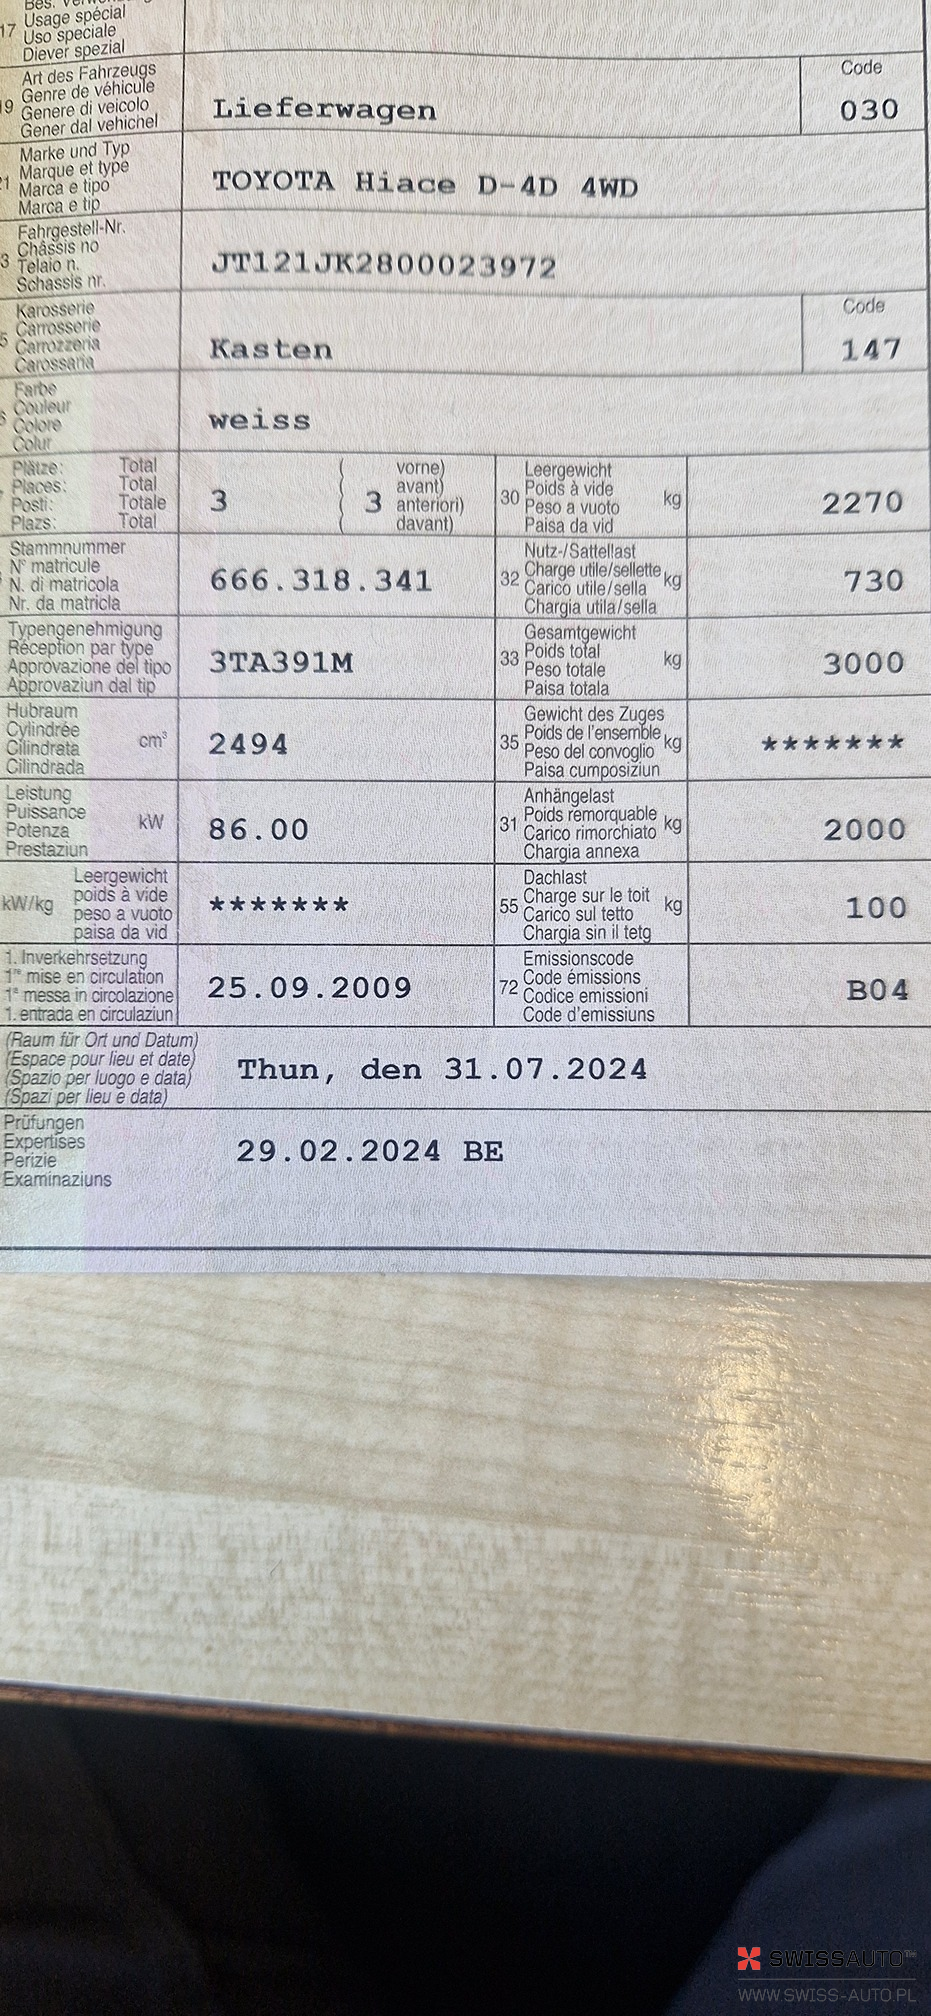 Bes. Verwendung
17 Usage spécial
Uso speciale
Diever spezial
19 Art des Fahrzeugs
Genre de véhicule
Genere di veicolo
Gener dal vehichel
Lieferwagen
Code
030
Marke und Typ
Marque et type
Marca e tipo
Marca e tip
TOYOTA Hiace D-4D 4WD
Fahrgestell-Nr.
Châssis no
Telaio n.
Schassis nr.
JT121JK2800023972
Karosserie
Carrosserie
Carrozzeria
Carossaria
Kasten
Code
147
Farbe
Couleur
Colore
Colur
weiss
Plätze: Total
Places: Total
Posti: Totale
Plazs: Total
3 ( 3 vorne)
( avant)
( anteriori)
( davant)
30 Leergewicht
Poids à vide
Peso a vuoto
Paisa da vid
kg 2270
Stammnummer
N° matricule
N. di matricola
Nr. da matricla
666.318.341
32 Nutz-/Sattellast
Charge utile/sellette
Carico utile/sella
Chargia utila/sella
kg 730
Typengenehmigung
Réception par type
Approvazione del tipo
Approvaziun dal tip
3TA391M
33 Gesamtgewicht
Poids total
Peso totale
Paisa totala
kg 3000
Hubraum
Cylindrée
Cilindrata
Cilindrada
cm³ 2494
35 Gewicht des Zuges
Poids de l'ensemble
Peso del convoglio
Paisa cumposiziun
kg *******
Leistung
Puissance
Potenza
Prestaziun
kW 86.00
31 Anhängelast
Poids remorquable
Carico rimorchiato
Chargia annexa
kg 2000
kW/kg Leergewicht
poids à vide
peso a vuoto
paisa da vid
*******
55 Dachlast
Charge sur le toit
Carico sul tetto
Chargia sin il tetg
kg 100
1. Inverkehrsetzung
1re mise en circulation
1a messa in circolazione
1. entrada en circulaziun
25.09.2009
72 Emissionscode
Code émissions
Codice emissioni
Code d'emissiuns
B04
(Raum für Ort und Datum)
(Espace pour lieu et date)
(Spazio per luogo e data)
(Spazi per lieu e data)
Thun, den 31.07.2024
Prüfungen
Expertises
Perizie
Examinaziuns
29.02.2024 BE
SWISSAUTO
WWW.SWISS-AUTO.PL